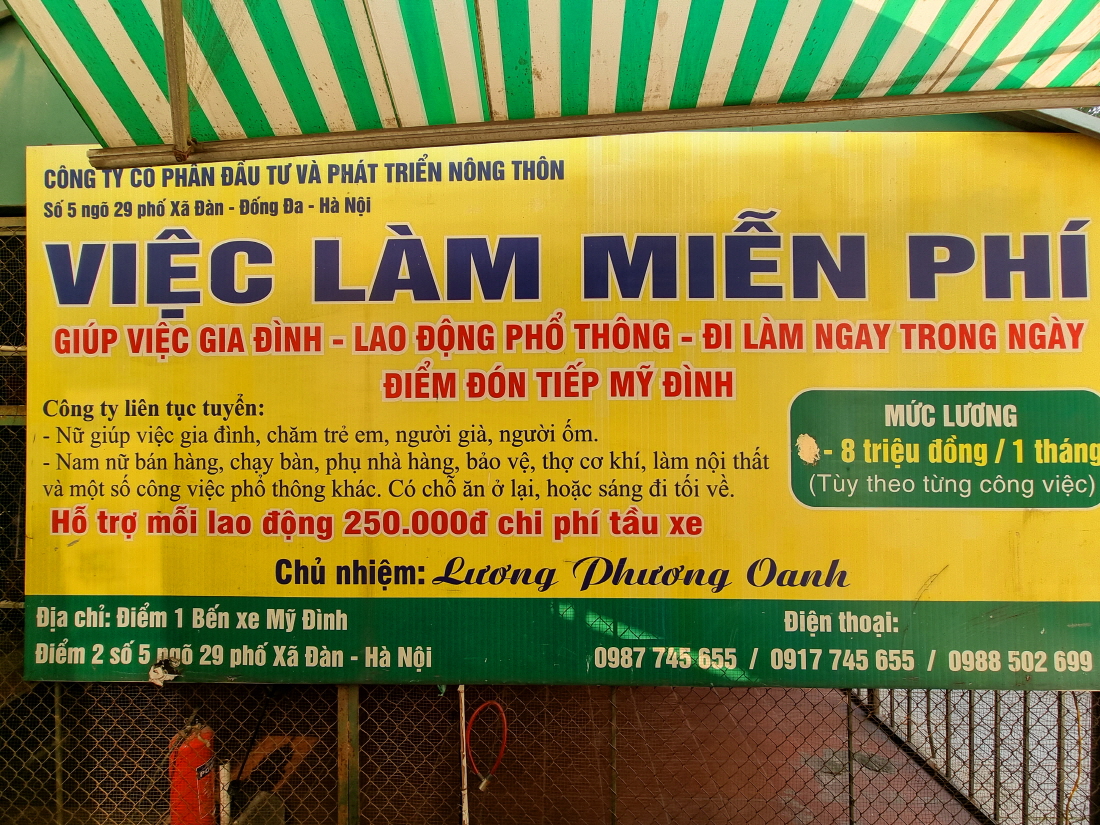 CÔNG TY CỔ PHẦN ĐẦU TƯ VÀ PHÁT TRIỂN NÔNG THÔN
Số 5 ngõ 29 phố Xã Đàn - Đống Đa - Hà Nội
VIỆC LÀM MIỄN PHÍ
GIÚP VIỆC GIA ĐÌNH - LAO ĐỘNG PHỔ THÔNG - ĐI LÀM NGAY TRONG NGÀY
ĐIỂM ĐÓN TIẾP MỸ ĐÌNH
Công ty liên tục tuyển:
- Nữ giúp việc gia đình, chăm trẻ em, người già, người ốm.
- Nam nữ bán hàng, chạy bàn, phụ nhà hàng, bảo vệ, thợ cơ khí, làm nội thất
và một số công việc phổ thông khác. Có chỗ ăn ở lại, hoặc sáng đi tối về.
MỨC LƯƠNG
- 8 triệu đồng / 1 tháng
(Tùy theo từng công việc)
Hỗ trợ mỗi lao động 250.000đ chi phí tầu xe
Chủ nhiệm: Lương Phương Oanh
Địa chỉ: Điểm 1 Bến xe Mỹ Đình
Điểm 2 số 5 ngõ 29 phố Xã Đàn - Hà Nội
Điện thoại:
0987 745 655 / 0917 745 655 / 0988 502 699